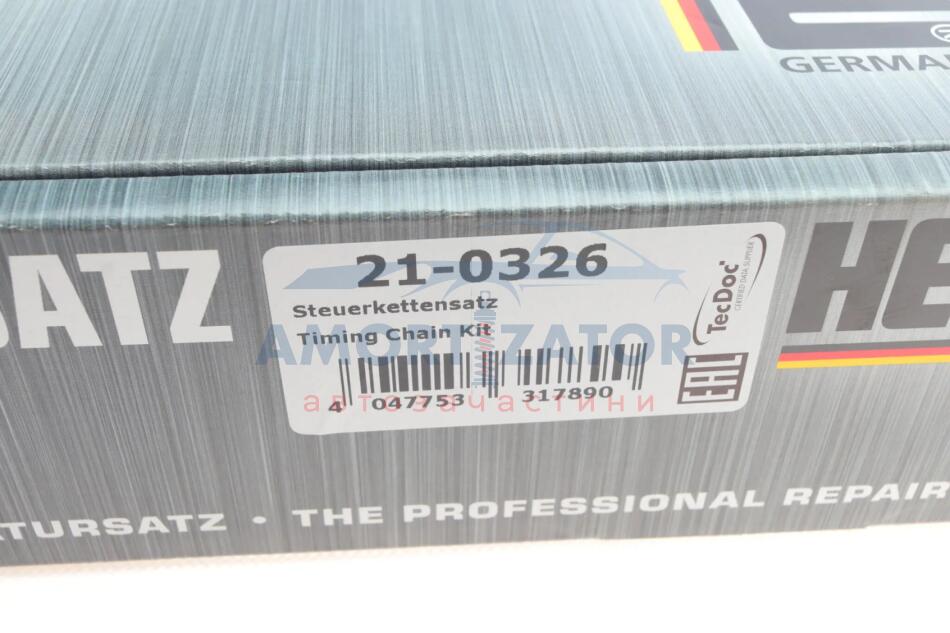 GERMA
SATZ
HE
21-0326
Steuerkettensatz
Timing Chain Kit
TecDoc
CERTIFIED DATA SUPPLIER
EAC
4 047753 317890
AMORTIZATOR
автозапчастини
TURSATZ • THE PROFESSIONAL REPAIR